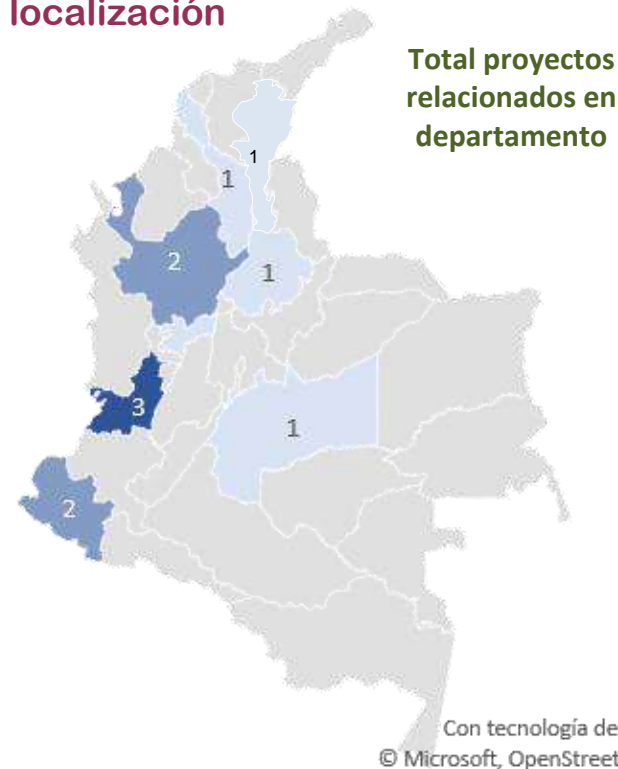 localización
Total proyectos
relacionados en
departamento
1
1
2
1
3
1
2
Con tecnología de
© Microsoft, OpenStreet